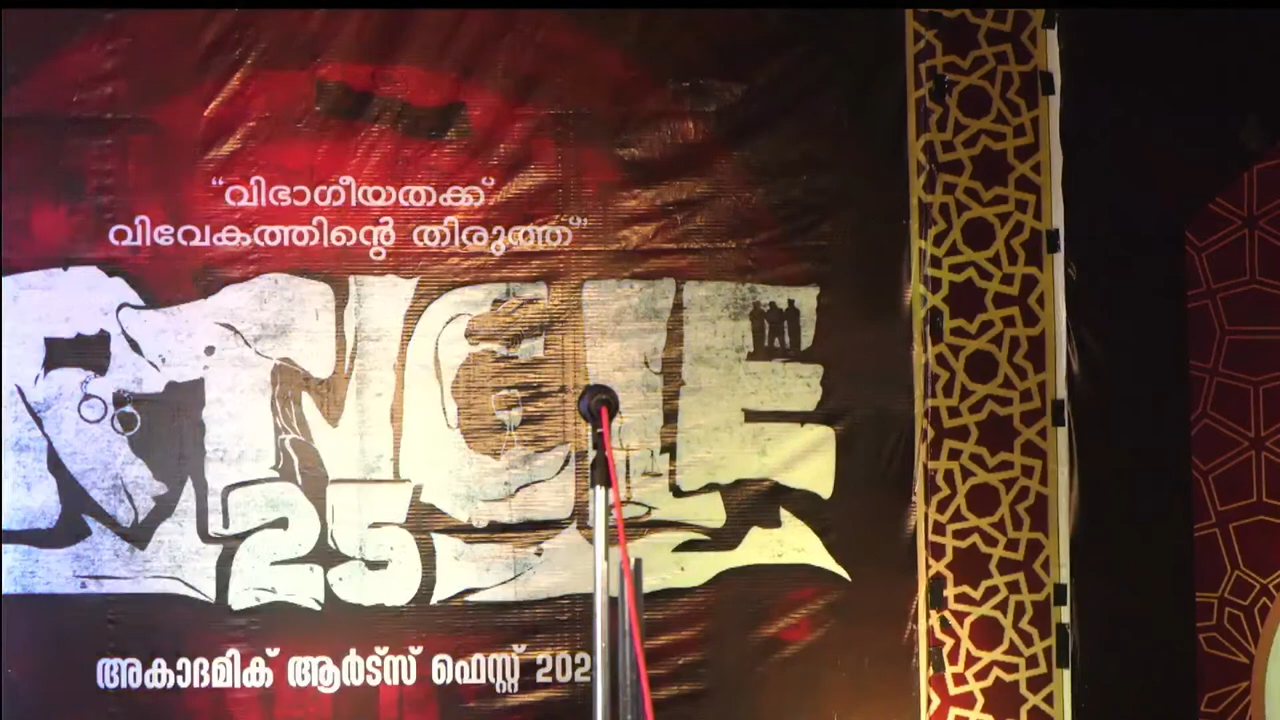 “വിഭാഗീയതക്ക്
വിവേകത്തിന്റെ തിരുത്ത്”
25
അകാദമിക് ആർട്സ് ഫെസ്റ്റ് 202